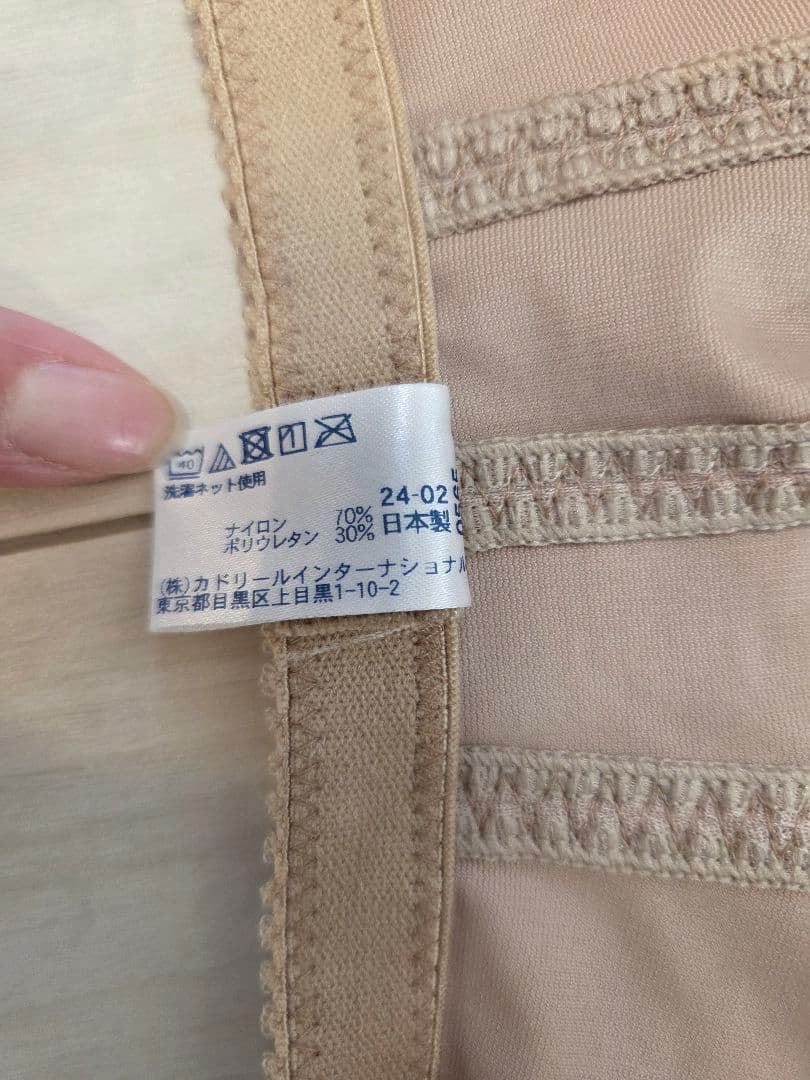 40
洗濯ネット使用
24-02
ナイロン 70%
ポリウレタン 30%
日本製
(株)カドリールインターナショナル
東京都目黒区上目黒1-10-2